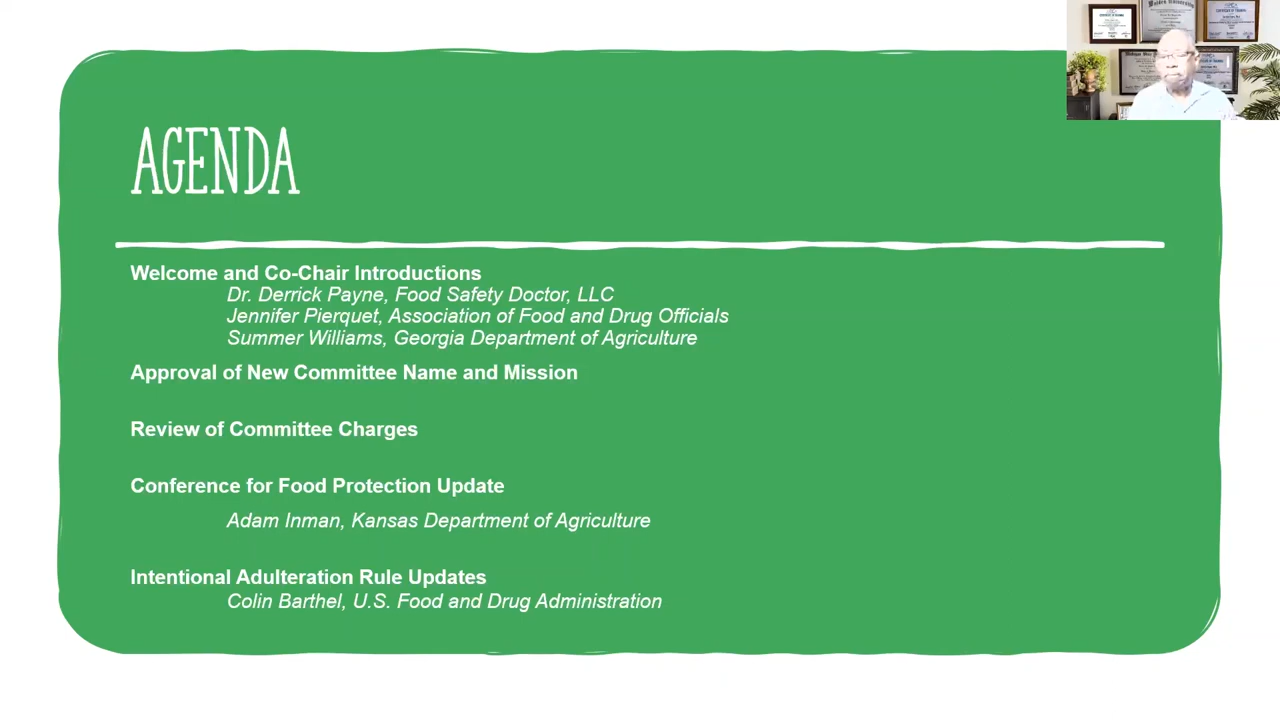 AGENDA
Welcome and Co-Chair Introductions
Dr. Derrick Payne, Food Safety Doctor, LLC
Jennifer Pierquet, Association of Food and Drug Officials
Summer Williams, Georgia Department of Agriculture
Approval of New Committee Name and Mission
Review of Committee Charges
Conference for Food Protection Update
Adam Inman, Kansas Department of Agriculture
Intentional Adulteration Rule Updates
Colin Barthel, U.S. Food and Drug Administration